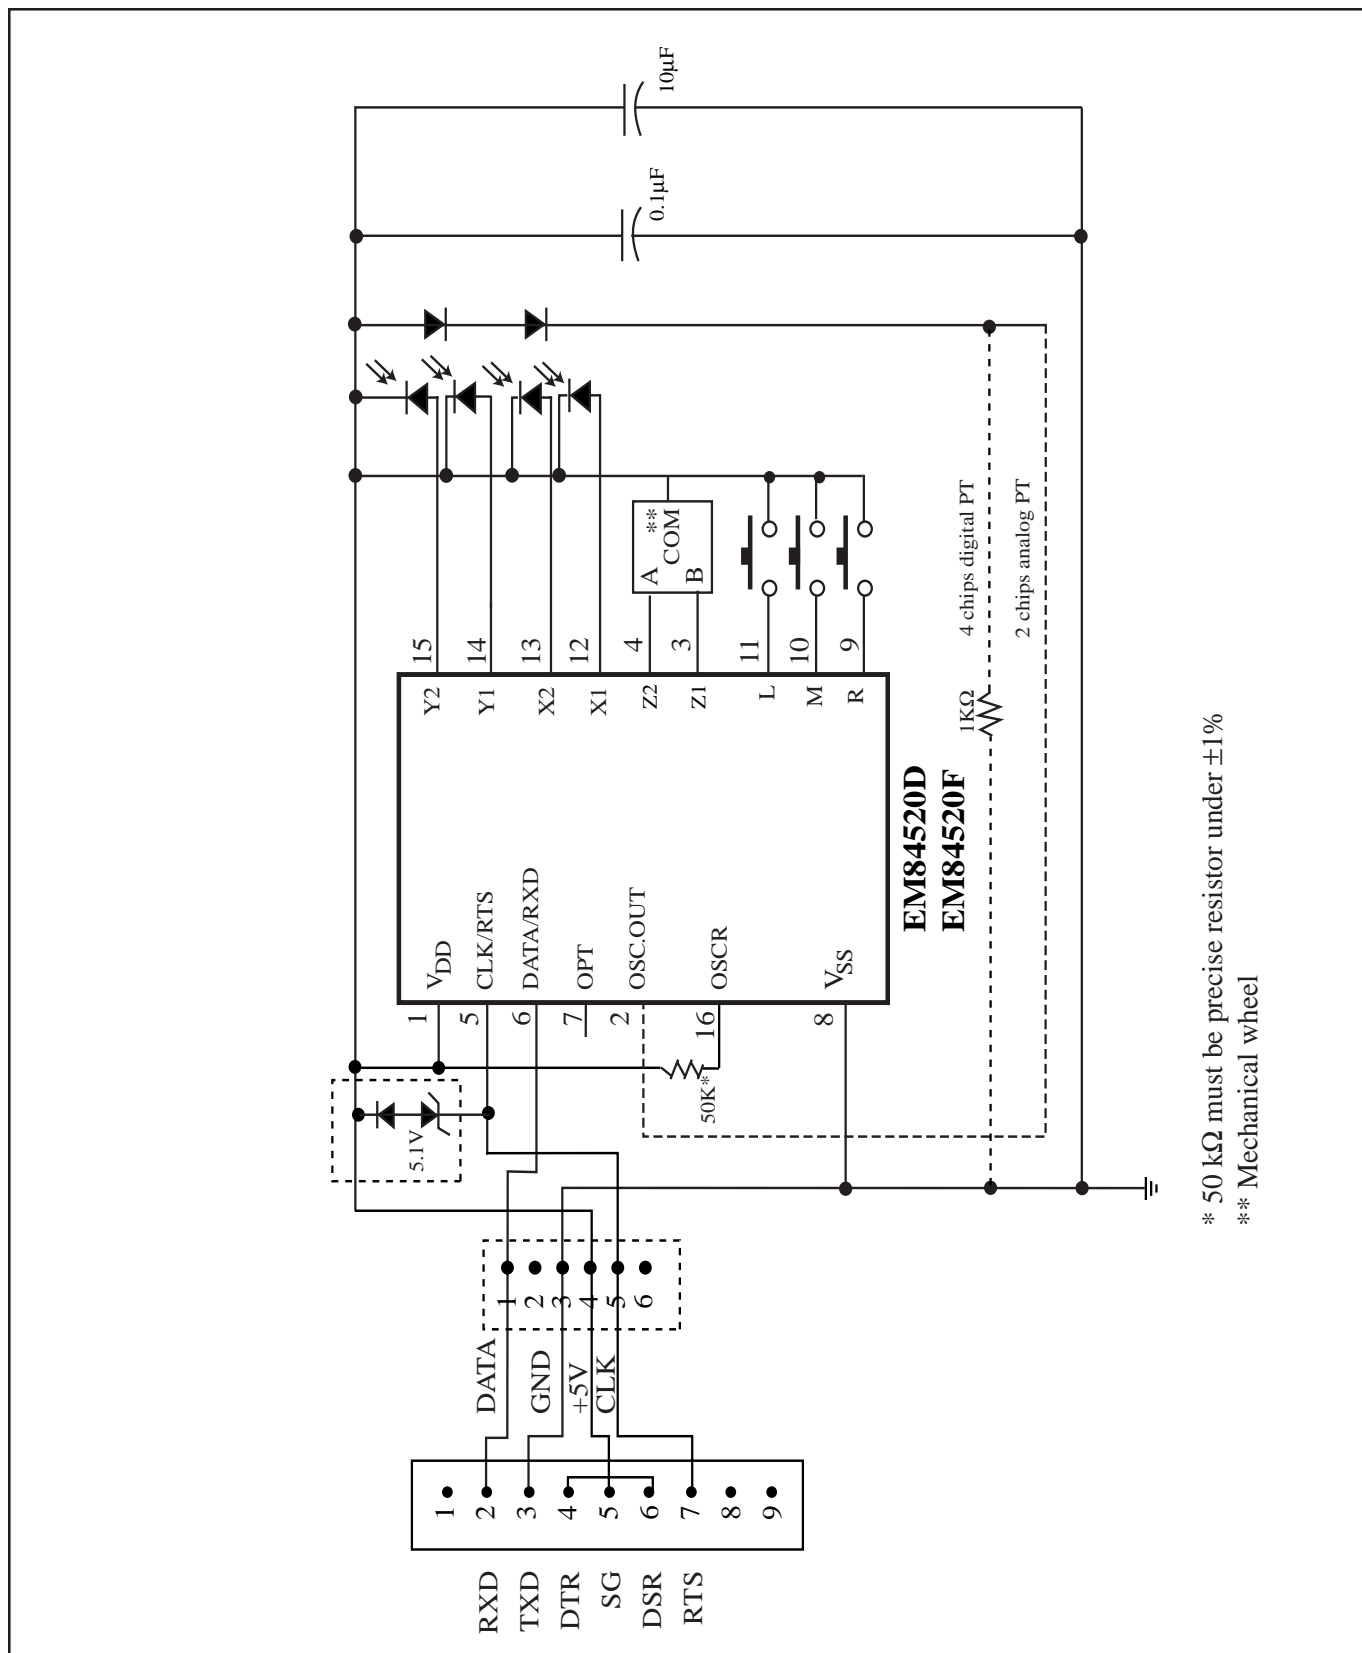 10µF
0.1µF
4 chips digital PT
2 chips analog PT
**
COM
A
B
15
14
13
12
4
3
11
10
9
Y2
Y1
X2
X1
Z2
Z1
L
M
R
1KΩ
EM84520D
EM84520F
VDD
CLK/RTS
DATA/RXD
OPT
OSC.OUT
OSCR
VSS
1
5
6
7
2
16
8
50K*
5.1V
1
2
3
4
5
6
DATA
GND
+5V
CLK
1
2
3
4
5
6
7
8
9
RXD
TXD
DTR
SG
DSR
RTS
* 50 kΩ must be precise resistor under ±1%
** Mechanical wheel